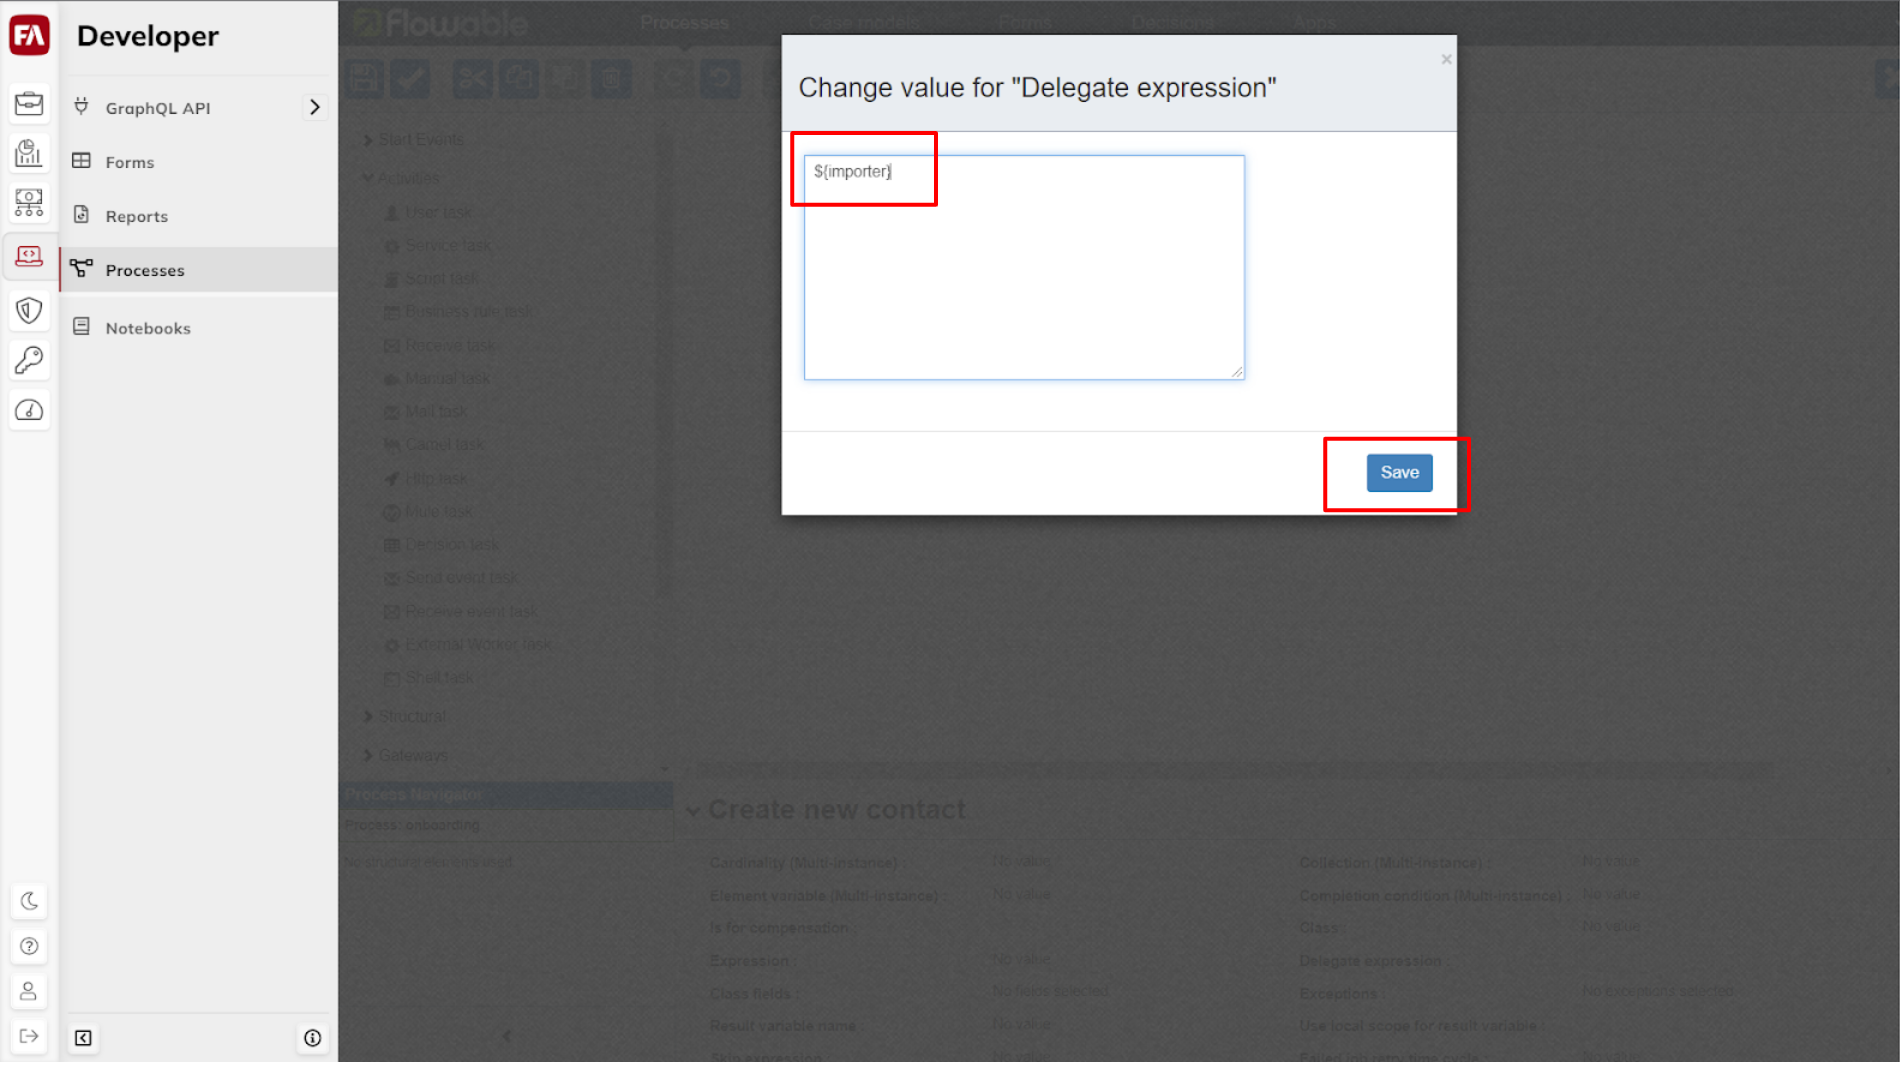 FA
Developer
GraphQL API
Forms
Reports
Processes
Notebooks
Flowable
Processes
Case models
Forms
Decisions
Apps
Start Events
Activities
User task
Service task
Script task
Business rule task
Receive task
Manual task
Mail task
Camel task
Http task
Mule task
Decision task
Send event task
Receive event task
External Worker task
Shell task
Structural
Gateways
Process Navigator
Process: onboarding
No structural elements used.
Change value for "Delegate expression"
×
${importer}
Save
Create new contact
Cardinality (Multi-instance) : No value
Collection (Multi-instance) : No value
Element variable (Multi-instance) : No value
Completion condition (Multi-instance) : No value
Is for compensation :
Class : No value
Expression : No value
Delegate expression :
Class fields : No fields selected
Exceptions : No exceptions selected
Result variable name : No value
Use local scope for result variable :
Skip expression : No value
Failed job retry time cycle : No value